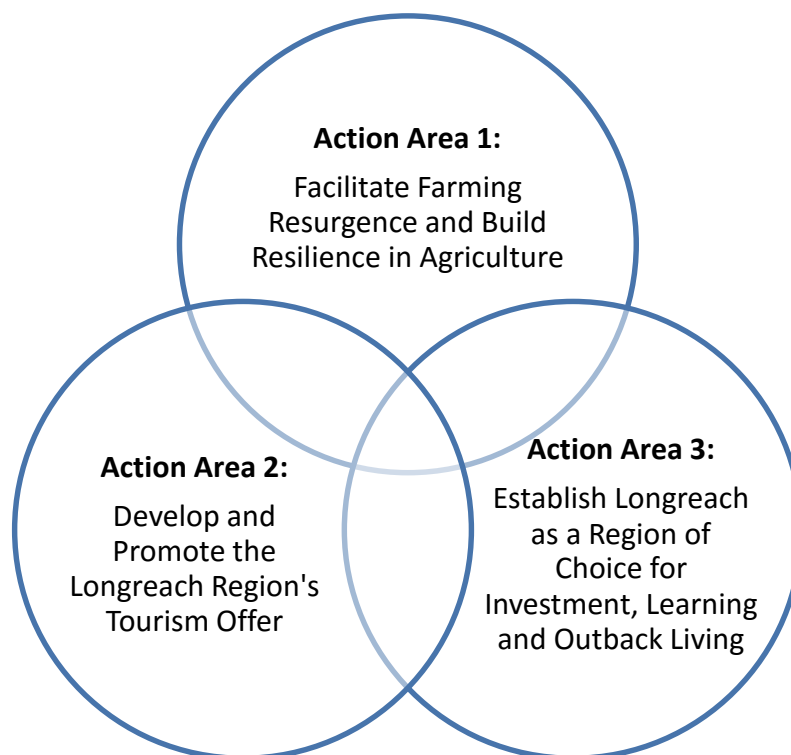 Action Area 1:
Facilitate Farming
Resurgence and Build
Resilience in Agriculture
Action Area 2:
Develop and
Promote the
Longreach Region's
Tourism Offer
Action Area 3:
Establish Longreach
as a Region of
Choice for
Investment, Learning
and Outback Living